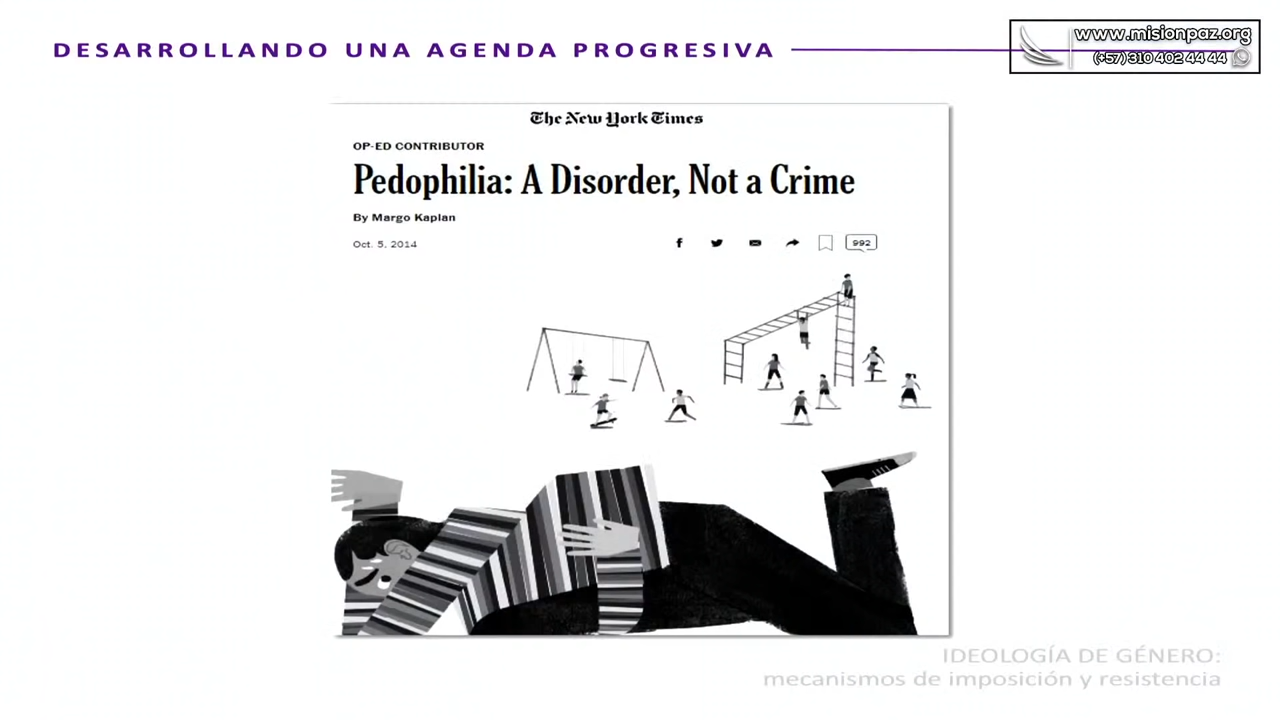 DESARROLLANDO UNA AGENDA PROGRESIVA
www.misionpaz.org
(+57) 310 402 44 44
The New York Times
OP-ED CONTRIBUTOR
Pedophilia: A Disorder, Not a Crime
By Margo Kaplan
Oct. 5, 2014
992
IDEOLOGÍA DE GÉNERO:
mecanismos de imposición y resistencia